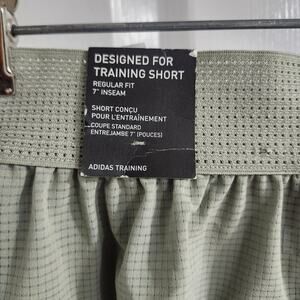 DESIGNED FOR
TRAINING SHORT
REGULAR FIT
7" INSEAM
SHORT CONÇU
POUR L'ENTRAÎNEMENT
COUPE STANDARD
ENTREJAMBE 7" (POUCES)
ADIDAS TRAINING